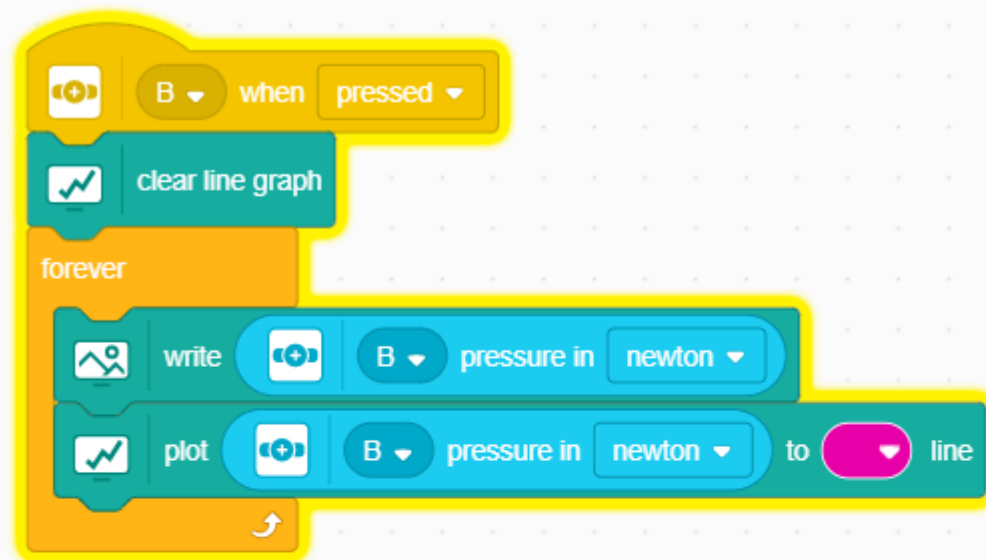 B when pressed
clear line graph
forever
write B pressure in newton
plot B pressure in newton to line